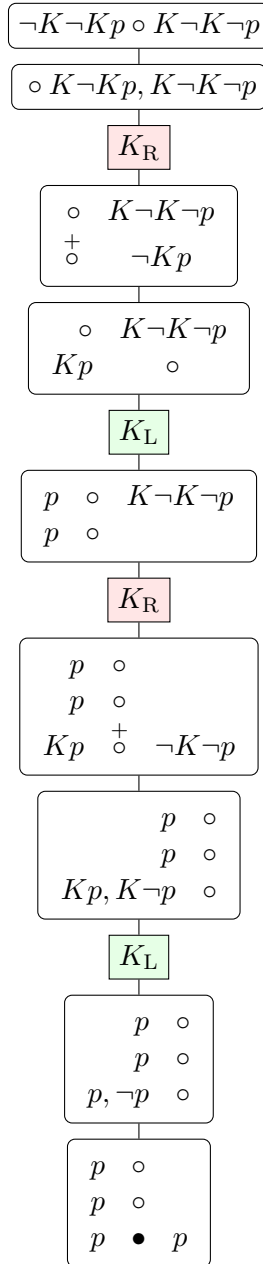 ¬K¬Kp ∘ K¬K¬p
∘ K¬Kp, K¬K¬p
K_R
∘ K¬K¬p
+
∘ ¬Kp
∘ K¬K¬p
Kp ∘
K_L
p ∘ K¬K¬p
p ∘
K_R
p ∘
p ∘
+
Kp ∘ ¬K¬p
p ∘
p ∘
Kp, K¬p ∘
K_L
p ∘
p ∘
p, ¬p ∘
p ∘
p ∘
p • p